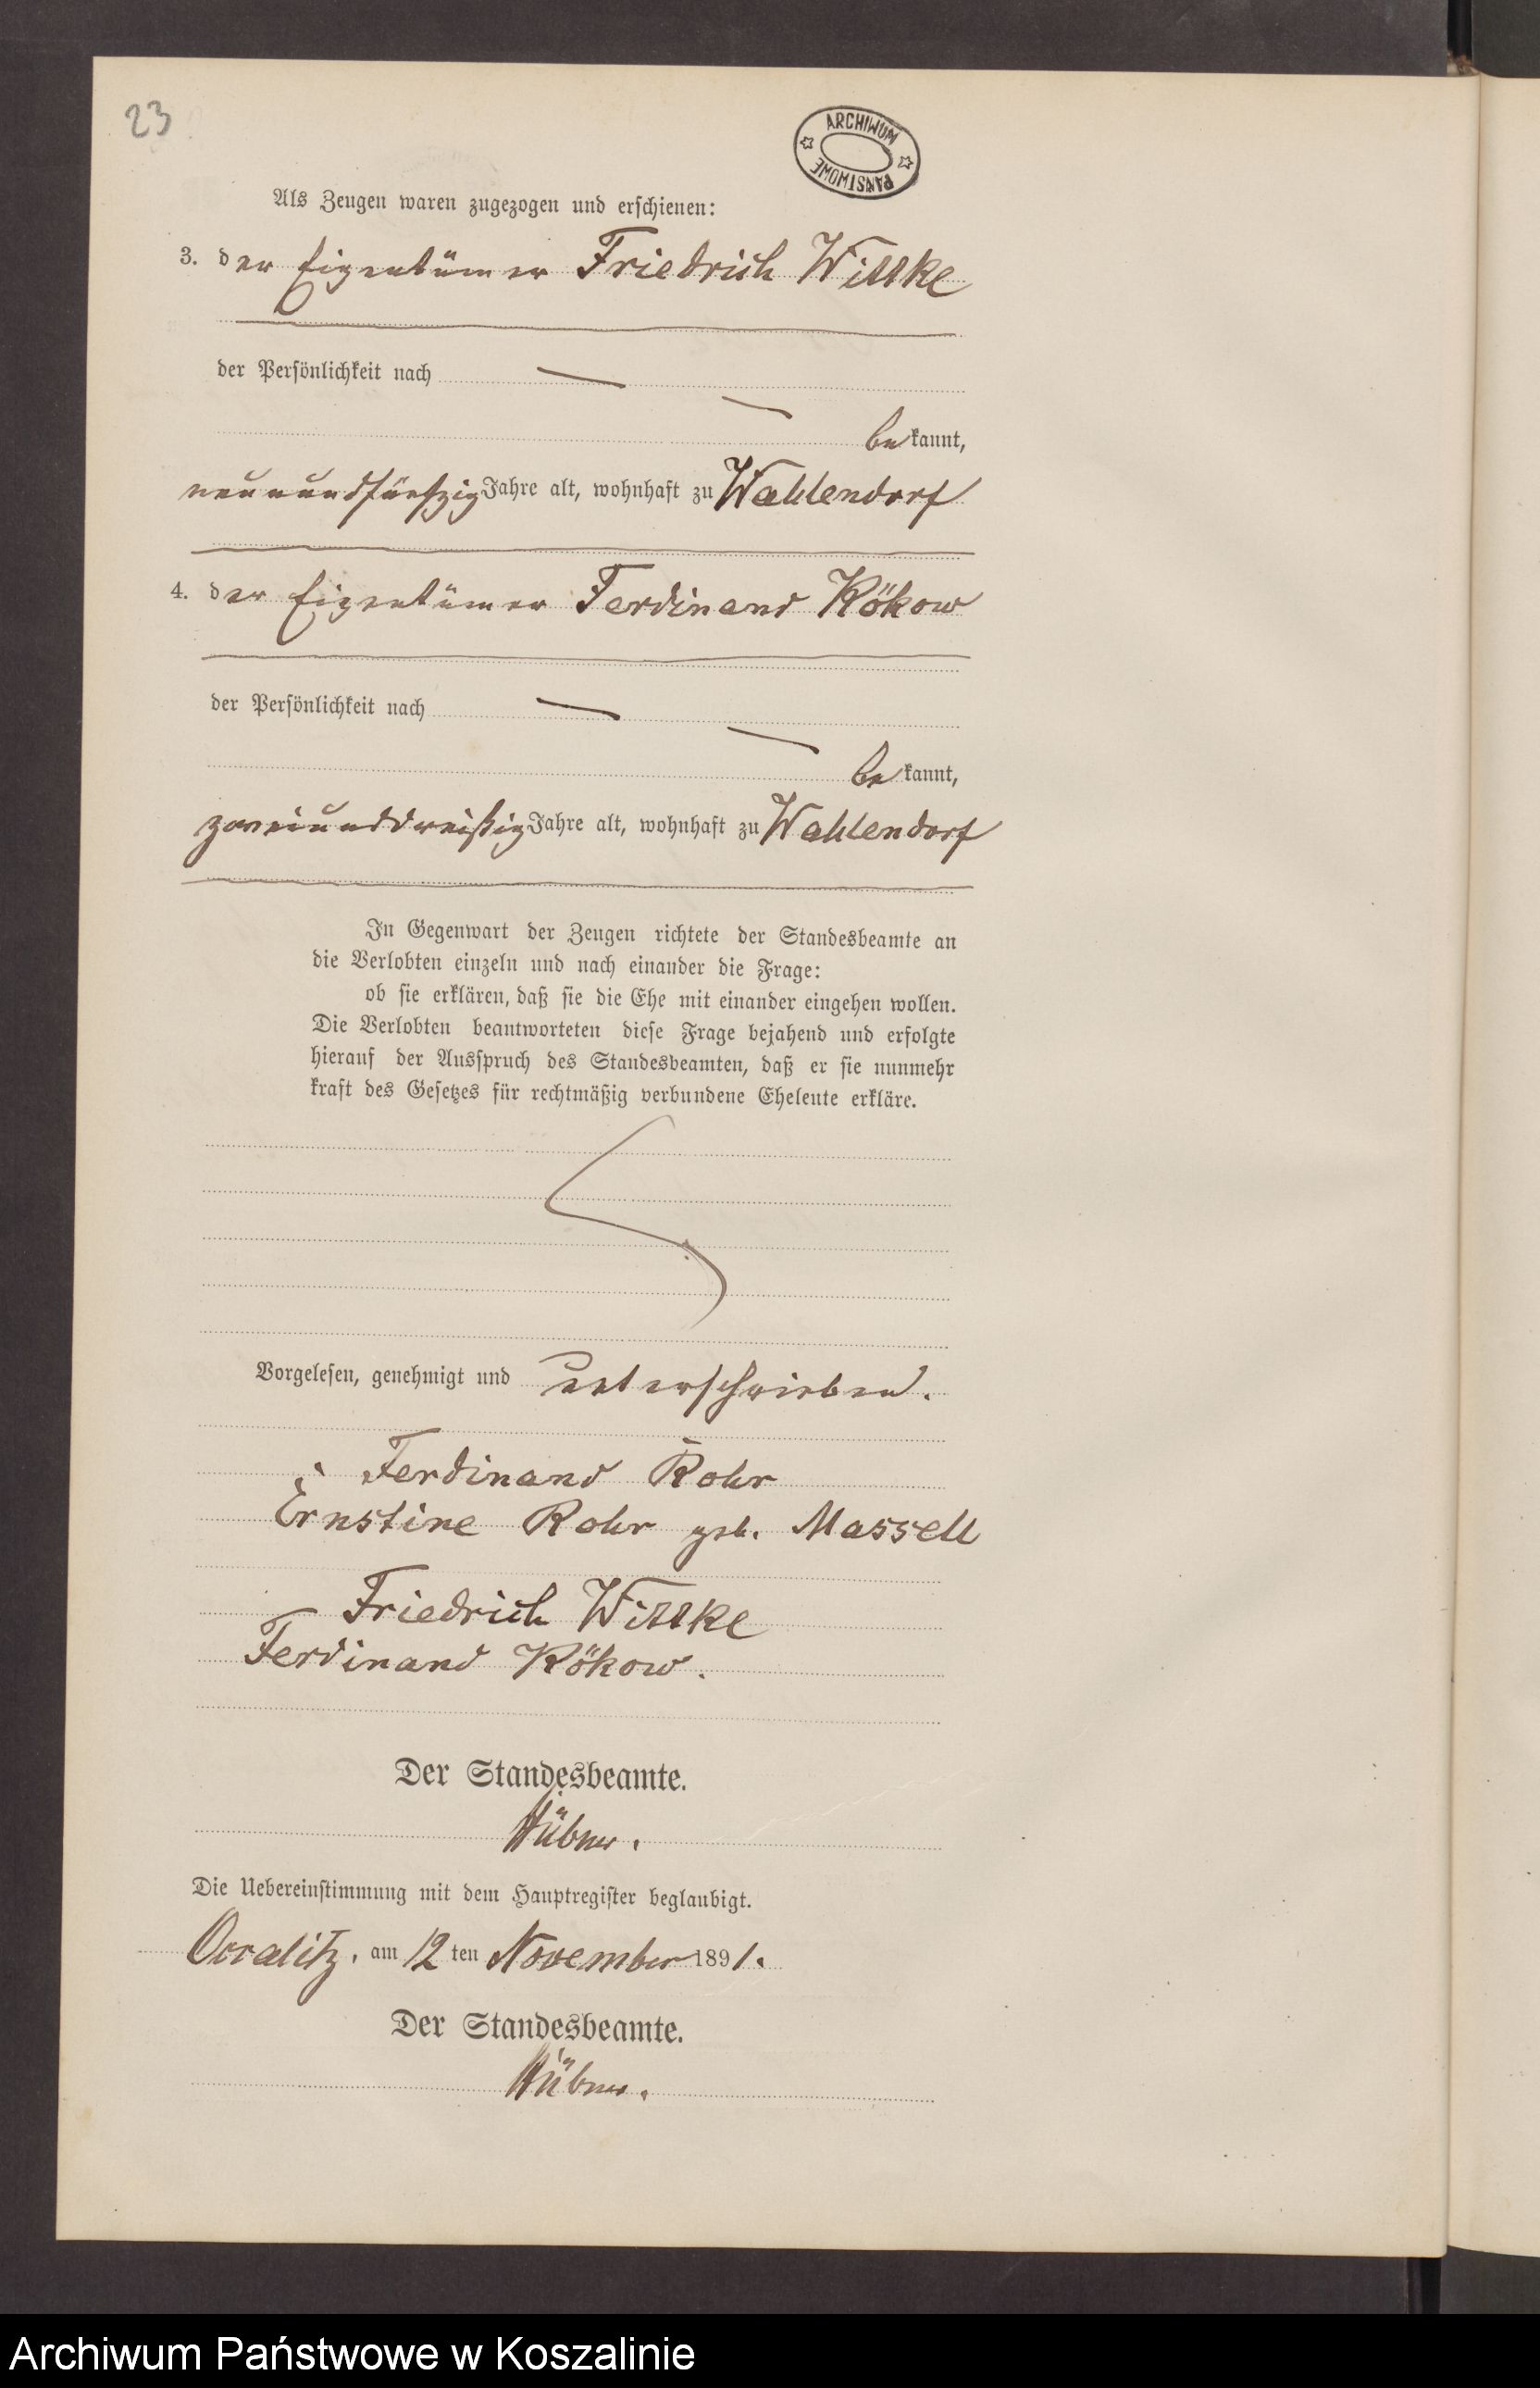 23
ARCHIWUM PAŃSTWOWE
Als Zeugen waren zugezogen und erschienen:
3. der Eigentümer Friedrich Wittke
der Persönlichkeit nach —
— bekannt,
neunundfünfzig Jahre alt, wohnhaft zu Wahlendorf
4. der Eigentümer Ferdinand Kökow
der Persönlichkeit nach —
— bekannt,
zweiunddreißig Jahre alt, wohnhaft zu Wahlendorf
In Gegenwart der Zeugen richtete der Standesbeamte an
die Verlobten einzeln und nach einander die Frage:
ob sie erklären, daß sie die Ehe mit einander eingehen wollen.
Die Verlobten beantworteten diese Frage bejahend und erfolgte
hierauf der Ausspruch des Standesbeamten, daß er sie nunmehr
kraft des Gesetzes für rechtmäßig verbundene Eheleute erkläre.
Vorgelesen, genehmigt und unterschrieben.
Ferdinand Rohr
Ernstine Rohr geb. Massell
Friedrich Wittke
Ferdinand Kökow.
Der Standesbeamte.
Hübner.
Die Uebereinstimmung mit dem Hauptregister beglaubigt.
am 12 ten November 1891.
Der Standesbeamte.
Hübner.
Archiwum Państwowe w Koszalinie